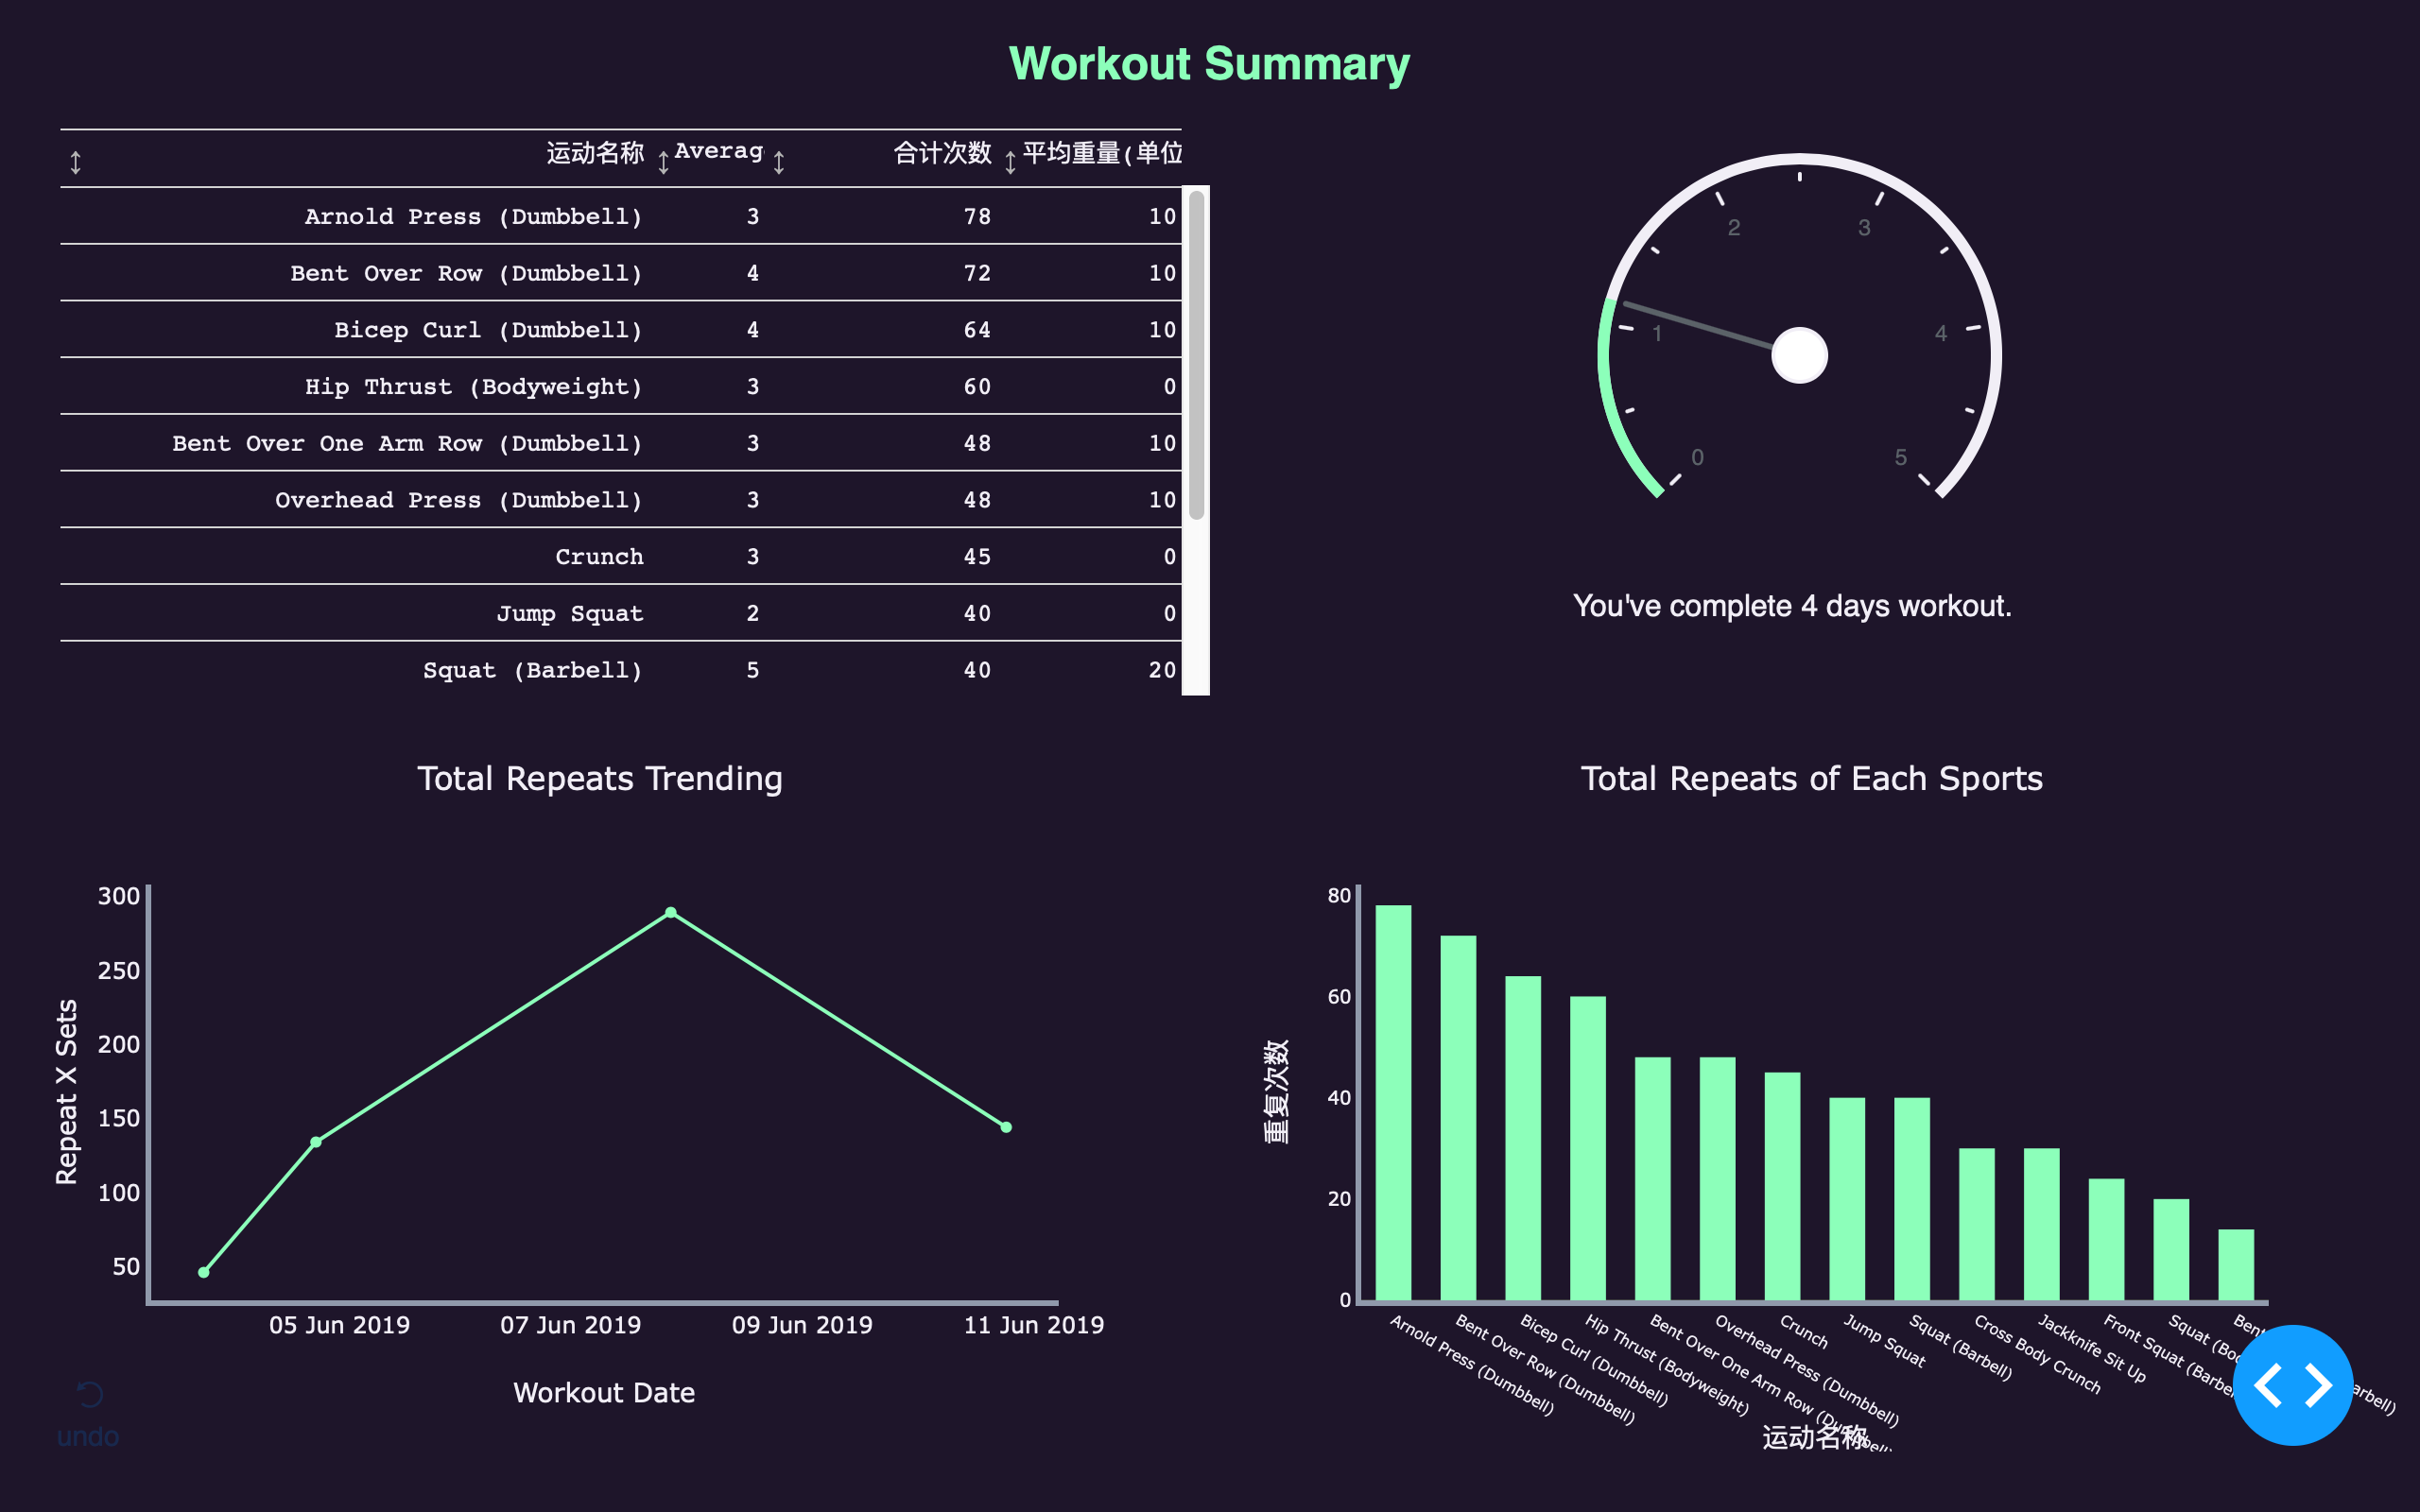 Workout Summary
运动名称 Averag 合计次数 平均重量(单位
Arnold Press (Dumbbell) 3 78 10
Bent Over Row (Dumbbell) 4 72 10
Bicep Curl (Dumbbell) 4 64 10
Hip Thrust (Bodyweight) 3 60 0
Bent Over One Arm Row (Dumbbell) 3 48 10
Overhead Press (Dumbbell) 3 48 10
Crunch 3 45 0
Jump Squat 2 40 0
Squat (Barbell) 5 40 20
0
1
2
3
4
5
You've complete 4 days workout.
Total Repeats Trending
300
250
200
150
100
50
Repeat X Sets
05 Jun 2019
07 Jun 2019
09 Jun 2019
11 Jun 2019
Workout Date
undo
Total Repeats of Each Sports
80
60
40
20
0
重复次数
Arnold Press (Dumbbell)
Bent Over Row (Dumbbell)
Bicep Curl (Dumbbell)
Hip Thrust (Bodyweight)
Bent Over One Arm Row (Dumbbell)
Overhead Press (Dumbbell)
Crunch
Jump Squat
Squat (Barbell)
Cross Body Crunch
Jackknife Sit Up
Front Squat (Barbe
Squat (Bo
Bent arbell)
运动名称